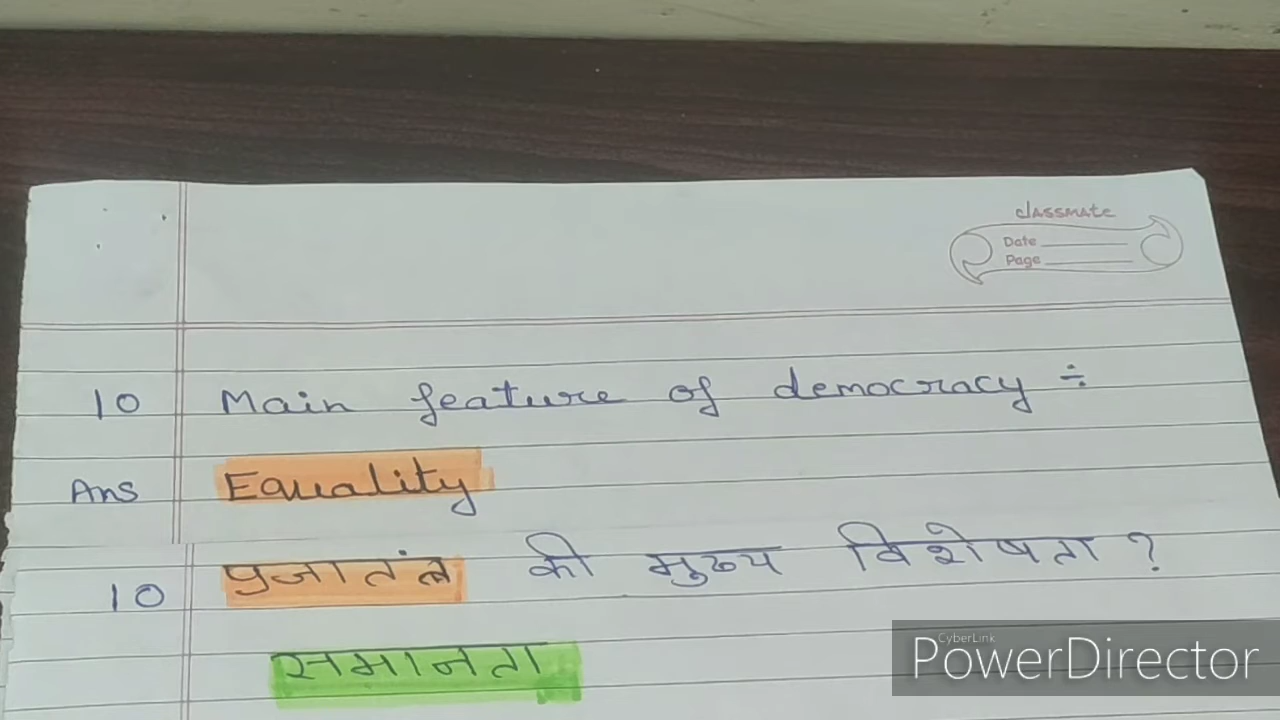 classmate
Date
Page
10 Main feature of democracy ÷
Ans Equality
10 प्रजातंत्र की मुख्य विशेषता ?
समानता
CyberLink
PowerDirector